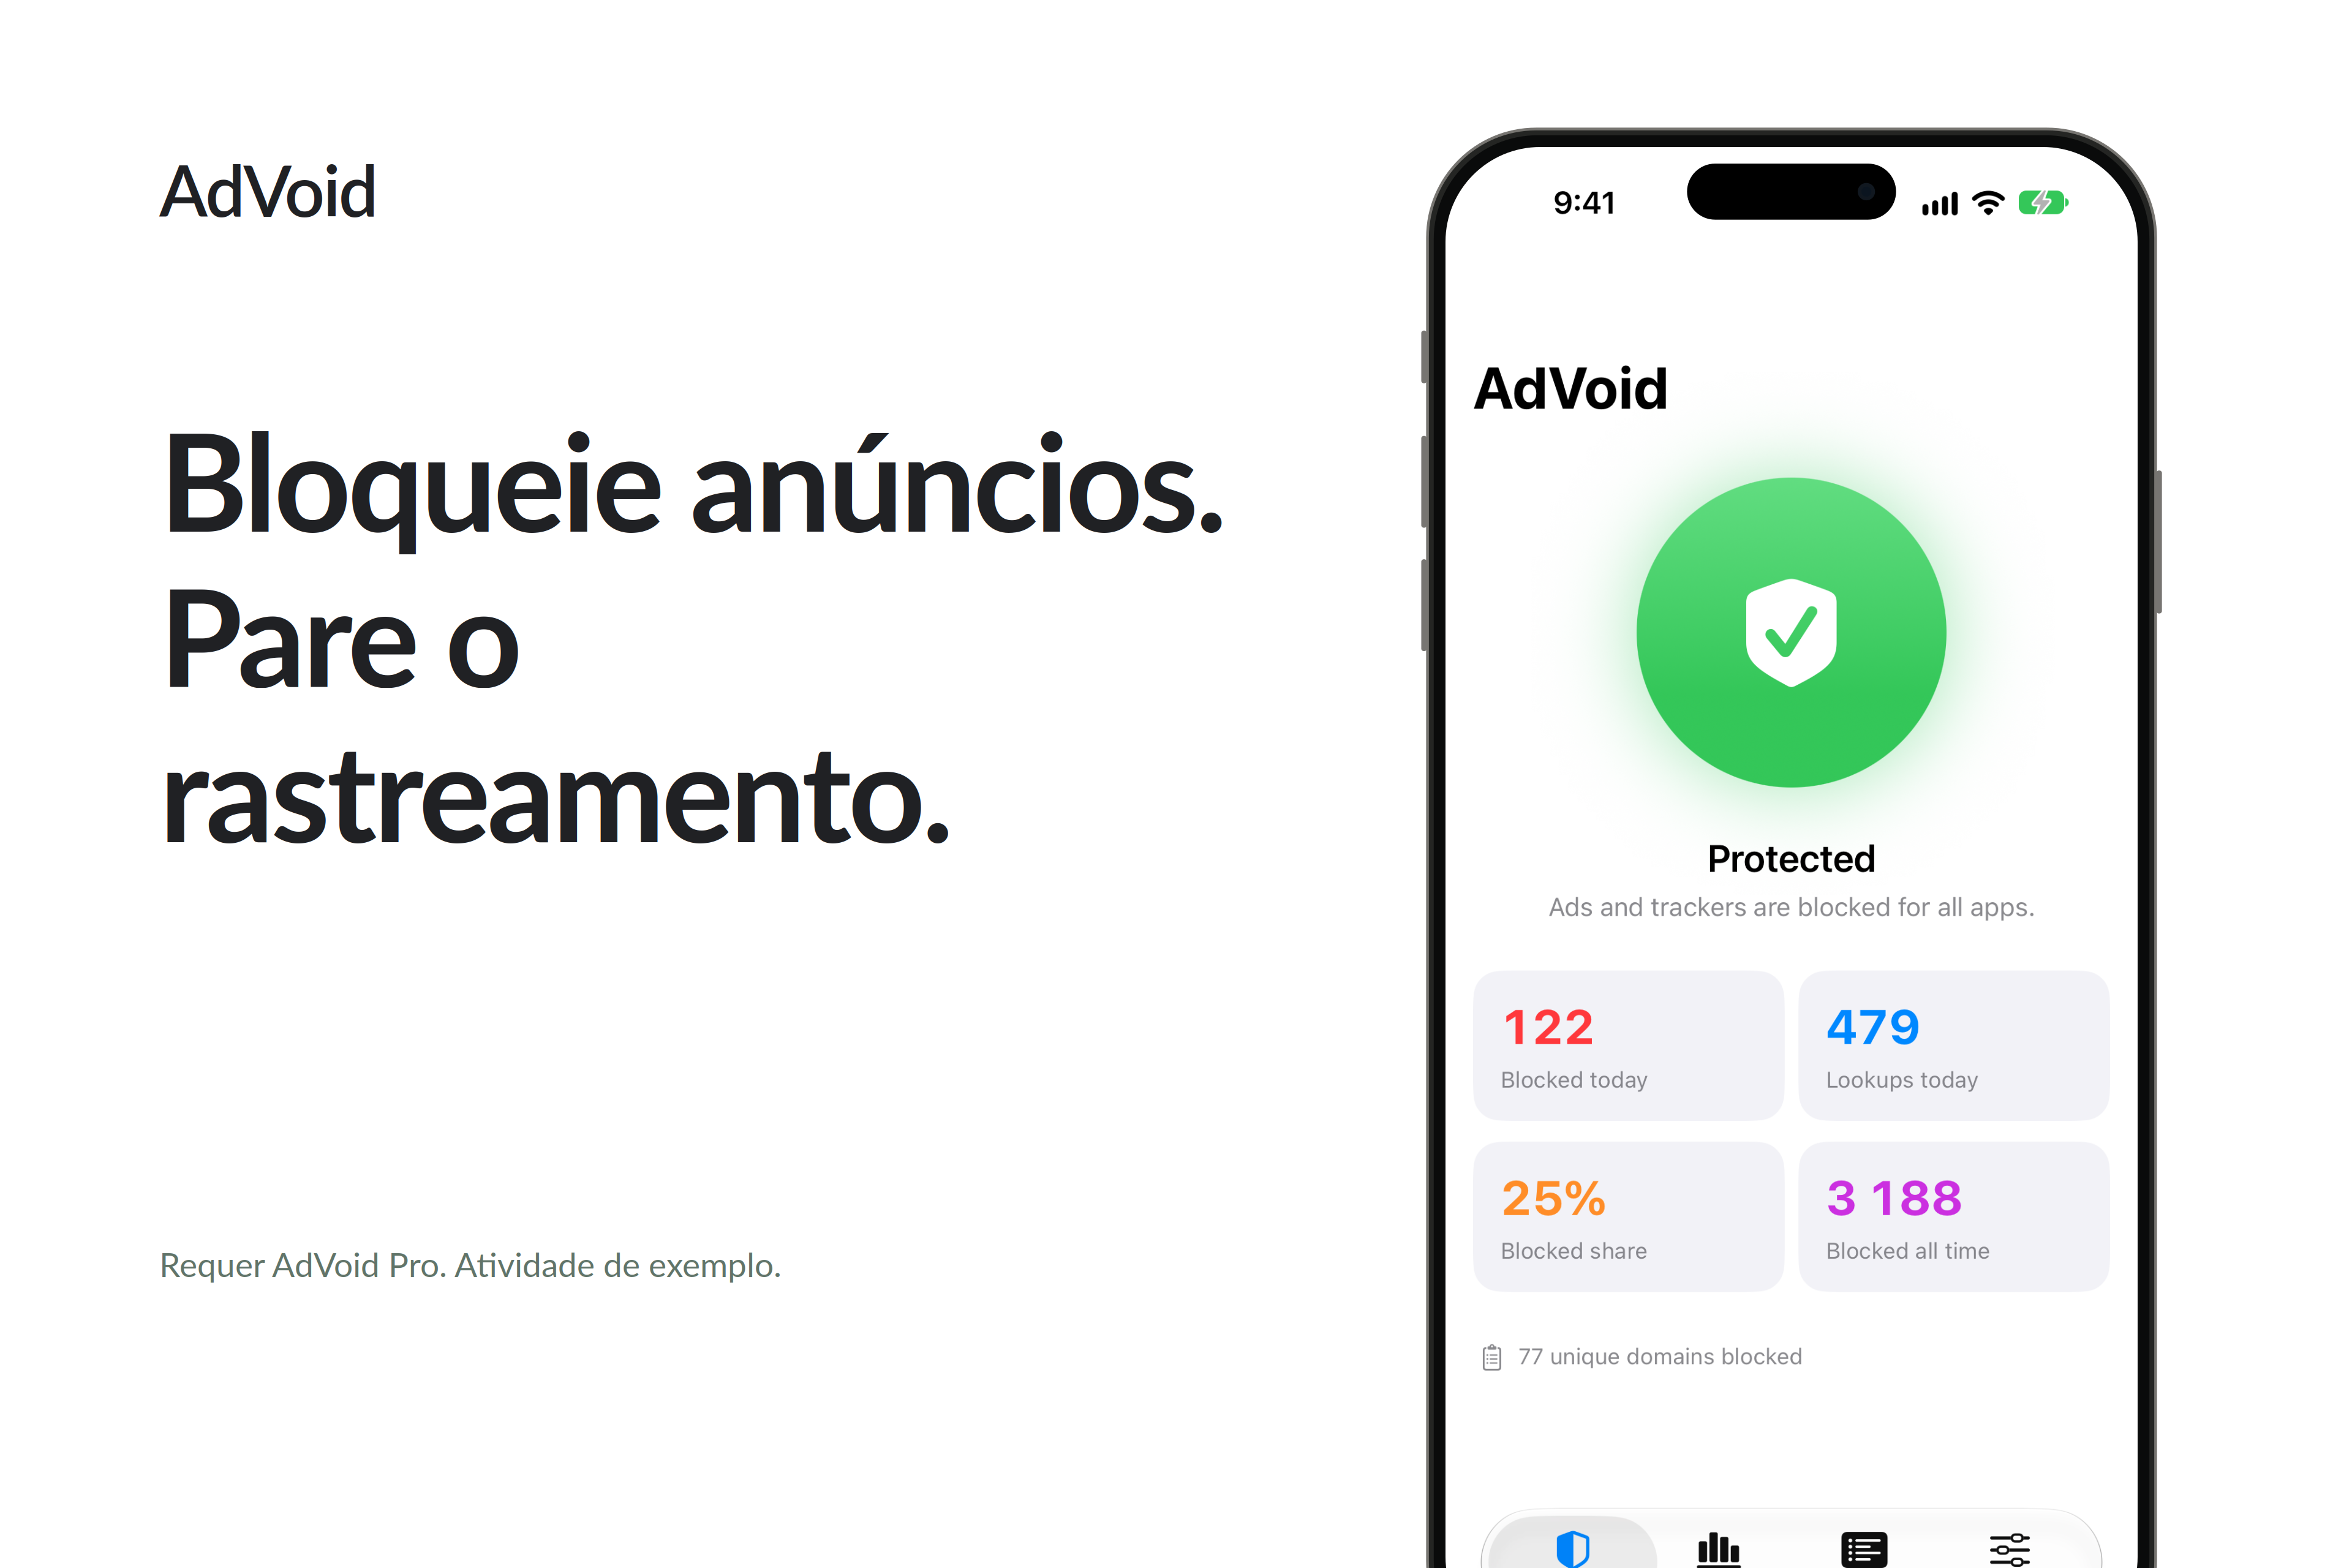 AdVoid
Bloqueie anúncios.
Pare o
rastreamento.
Requer AdVoid Pro. Atividade de exemplo.
9:41
AdVoid
Protected
Ads and trackers are blocked for all apps.
122
Blocked today
479
Lookups today
25%
Blocked share
3 188
Blocked all time
77 unique domains blocked